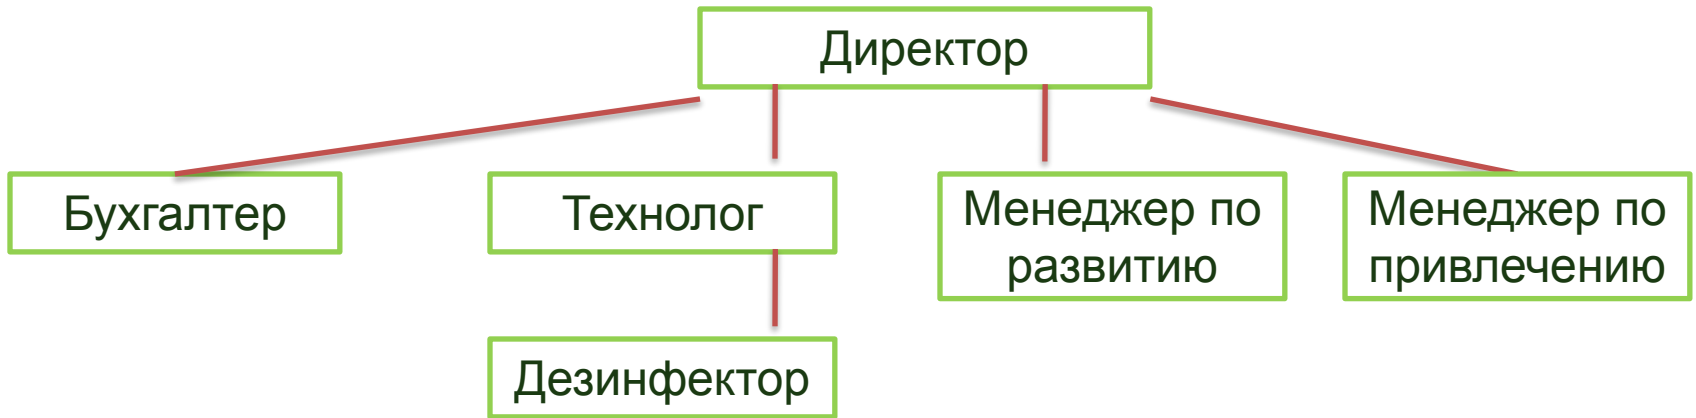 Директор
Бухгалтер
Технолог
Менеджер по
развитию
Менеджер по
привлечению
Дезинфектор